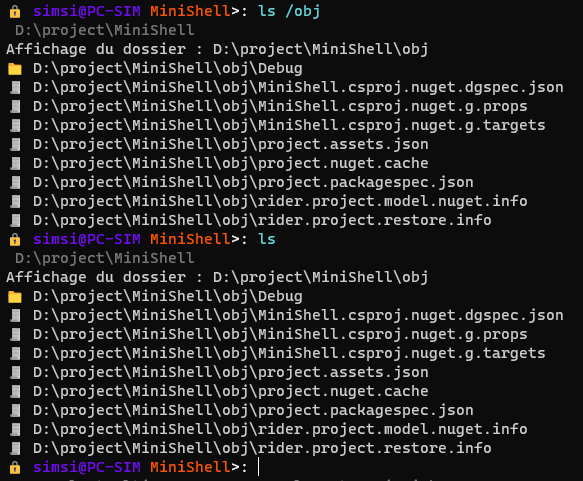 simsi@PC-SIM MiniShell>: ls /obj
D:\project\MiniShell
Affichage du dossier : D:\project\MiniShell\obj
D:\project\MiniShell\obj\Debug
D:\project\MiniShell\obj\MiniShell.csproj.nuget.dgspec.json
D:\project\MiniShell\obj\MiniShell.csproj.nuget.g.props
D:\project\MiniShell\obj\MiniShell.csproj.nuget.g.targets
D:\project\MiniShell\obj\project.assets.json
D:\project\MiniShell\obj\project.nuget.cache
D:\project\MiniShell\obj\project.packagespec.json
D:\project\MiniShell\obj\rider.project.model.nuget.info
D:\project\MiniShell\obj\rider.project.restore.info
simsi@PC-SIM MiniShell>: ls
D:\project\MiniShell
Affichage du dossier : D:\project\MiniShell\obj
D:\project\MiniShell\obj\Debug
D:\project\MiniShell\obj\MiniShell.csproj.nuget.dgspec.json
D:\project\MiniShell\obj\MiniShell.csproj.nuget.g.props
D:\project\MiniShell\obj\MiniShell.csproj.nuget.g.targets
D:\project\MiniShell\obj\project.assets.json
D:\project\MiniShell\obj\project.nuget.cache
D:\project\MiniShell\obj\project.packagespec.json
D:\project\MiniShell\obj\rider.project.model.nuget.info
D:\project\MiniShell\obj\rider.project.restore.info
simsi@PC-SIM MiniShell>: